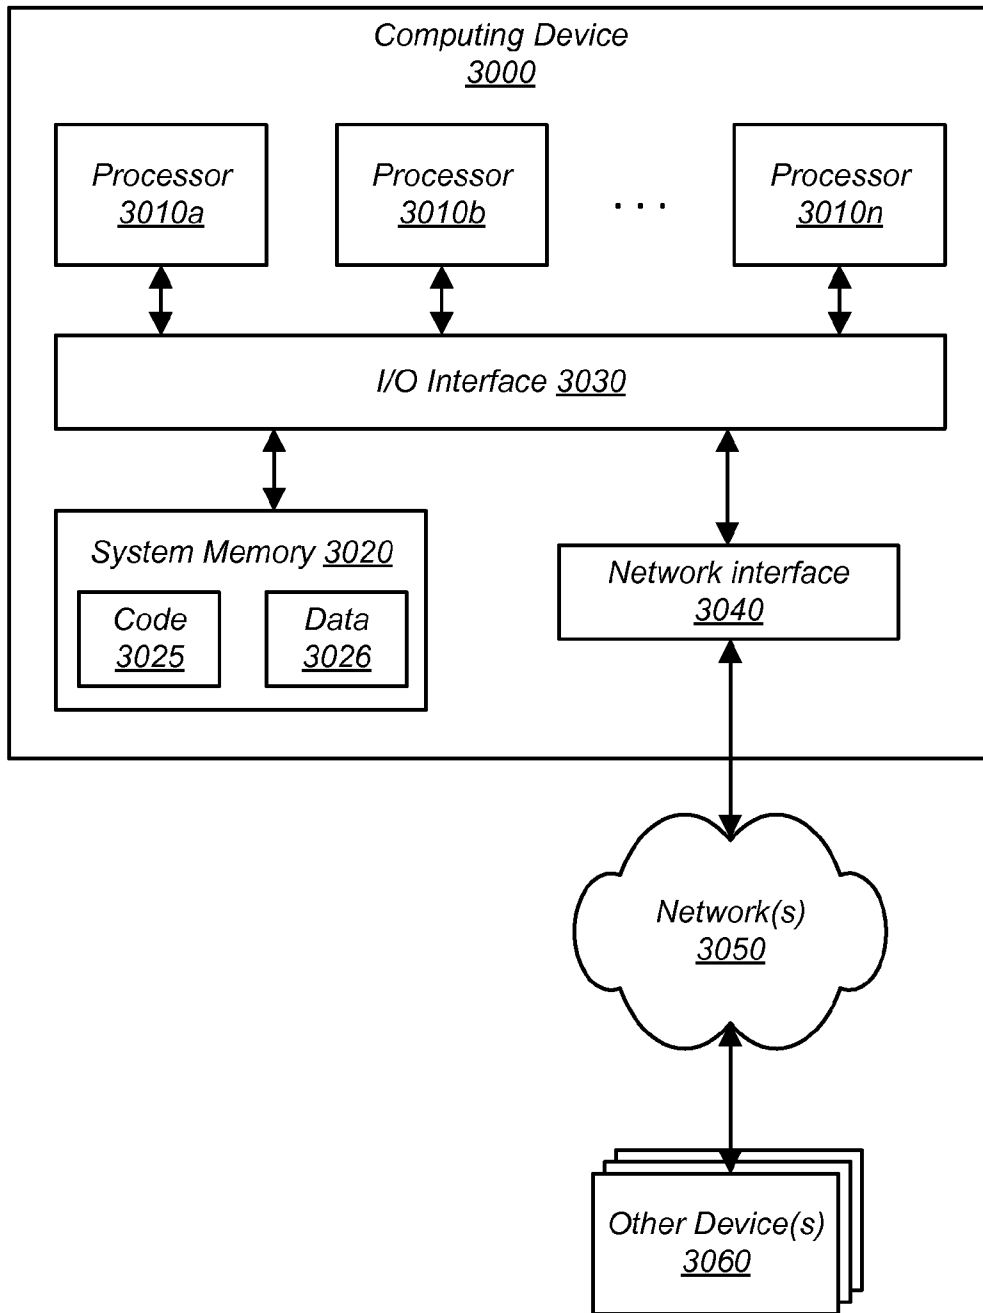 Computing Device
3000
Processor
3010a
Processor
3010b
. . .
Processor
3010n
I/O Interface 3030
System Memory 3020
Code
3025
Data
3026
Network interface
3040
Network(s)
3050
Other Device(s)
3060